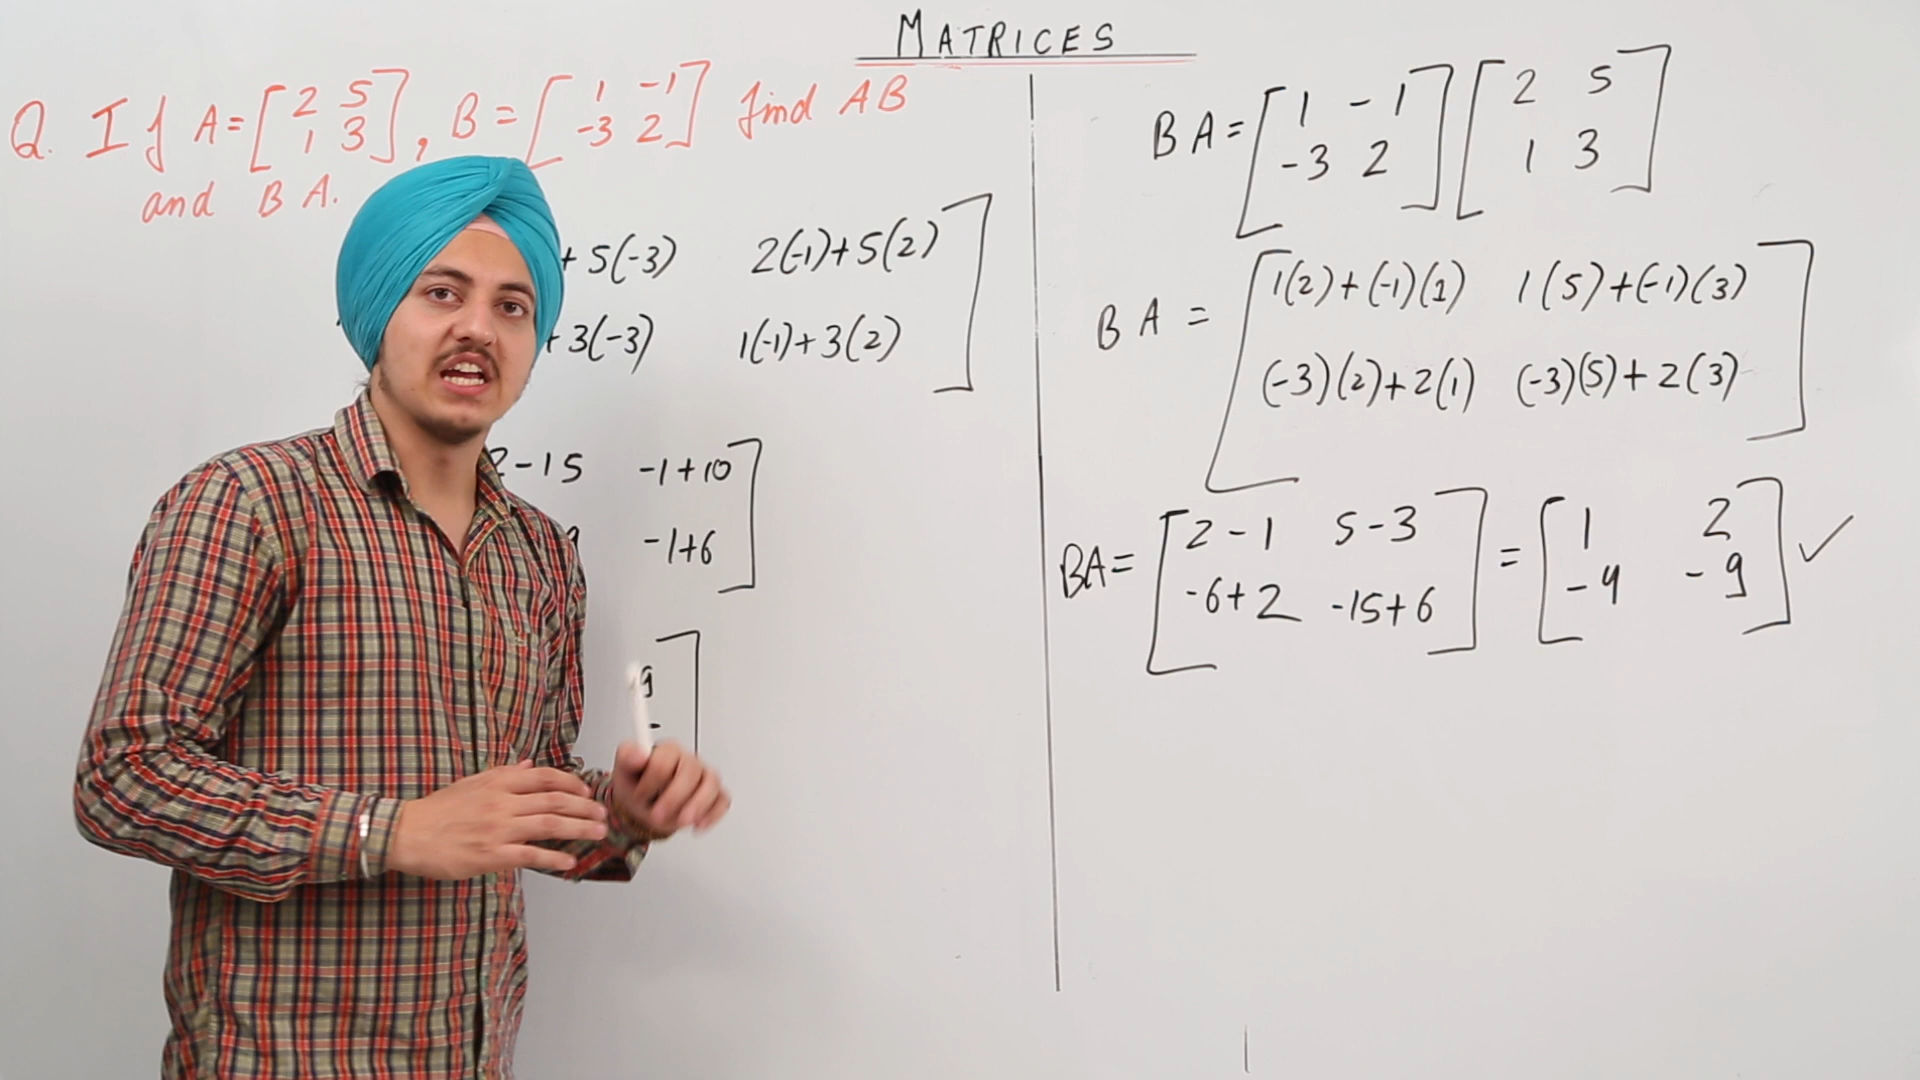 MATRICES
Q. If A = [2 5
1 3], B = [1 -1
-3 2] find AB
and BA.
+ 5(-3) 2(-1)+5(2)]
+ 3(-3) 1(-1)+3(2)
2-15 -1+10]
9 -1+6
9]
BA = [1 -1
-3 2] [2 5
1 3]
BA = [1(2)+(-1)(1) 1(5)+(-1)(3)
(-3)(2)+2(1) (-3)(5)+2(3)]
BA = [2-1 5-3
-6+2 -15+6] = [1 2
-4 -9] ✓